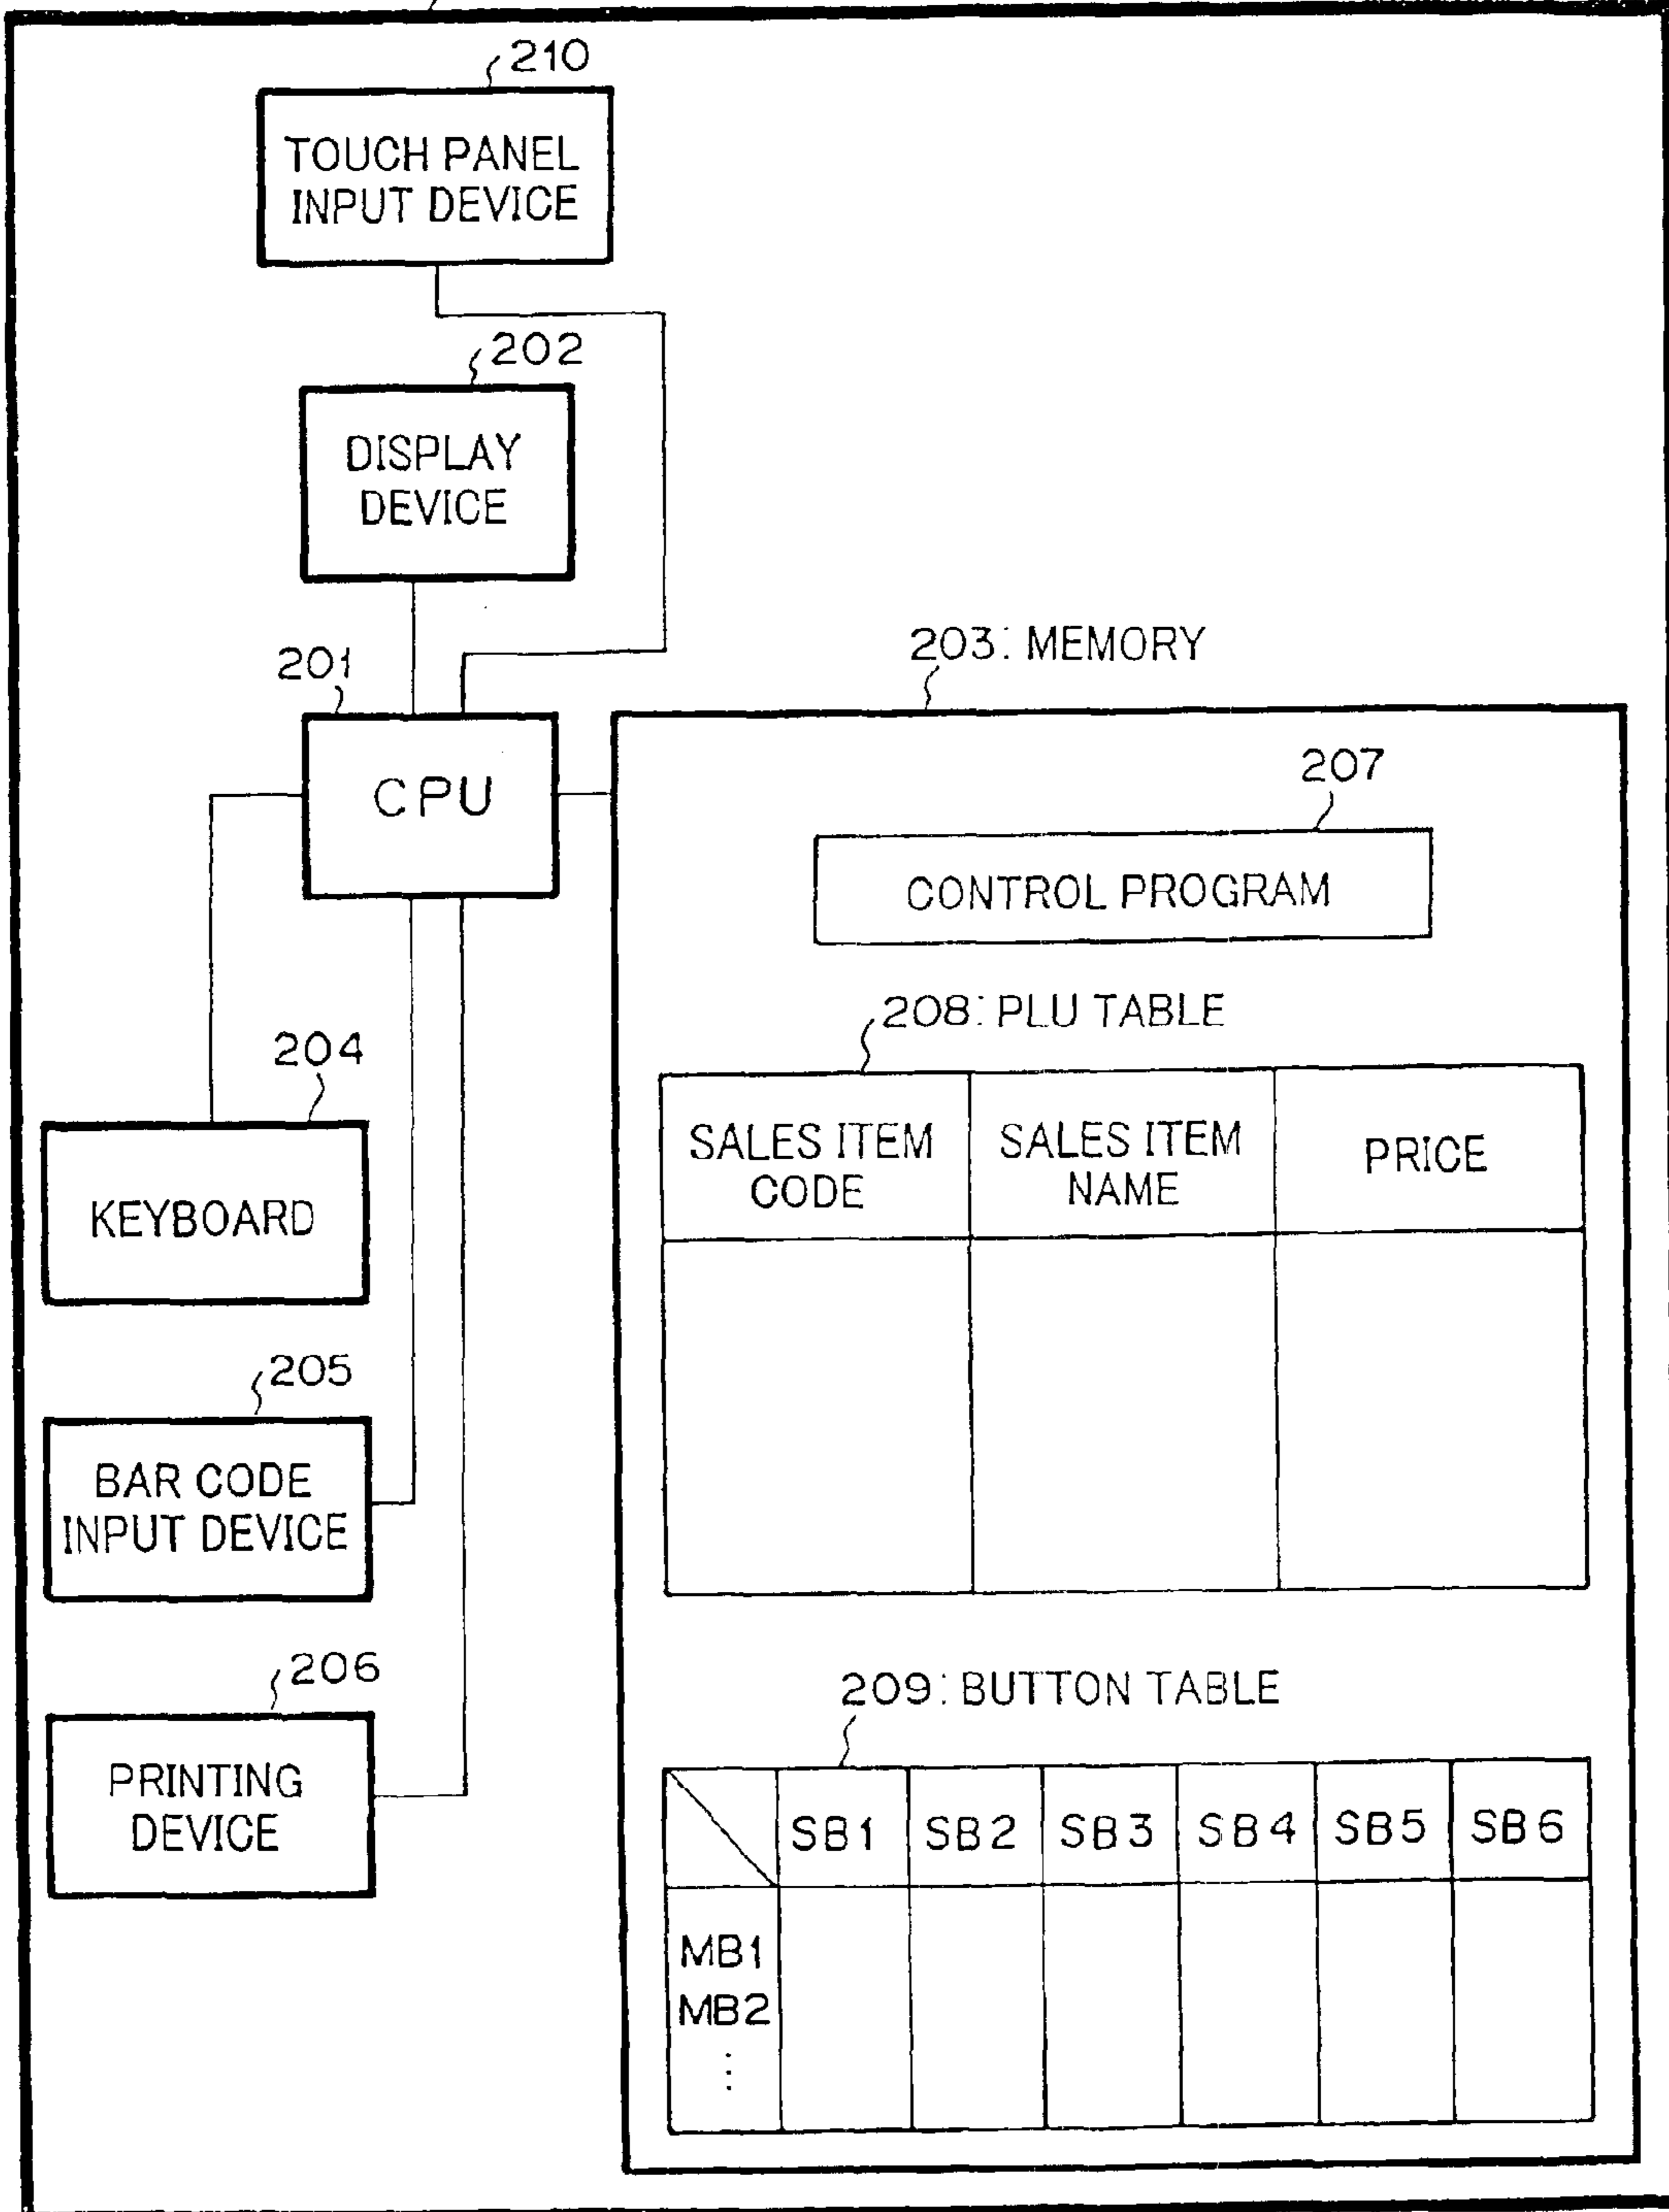 210
TOUCH PANEL
INPUT DEVICE
202
DISPLAY
DEVICE
201
CPU
203: MEMORY
207
CONTROL PROGRAM
208: PLU TABLE
SALES ITEM
CODE
SALES ITEM
NAME
PRICE
204
KEYBOARD
205
BAR CODE
INPUT DEVICE
206
PRINTING
DEVICE
209: BUTTON TABLE
SB1 SB2 SB3 SB4 SB5 SB6
MB1
MB2
⋮